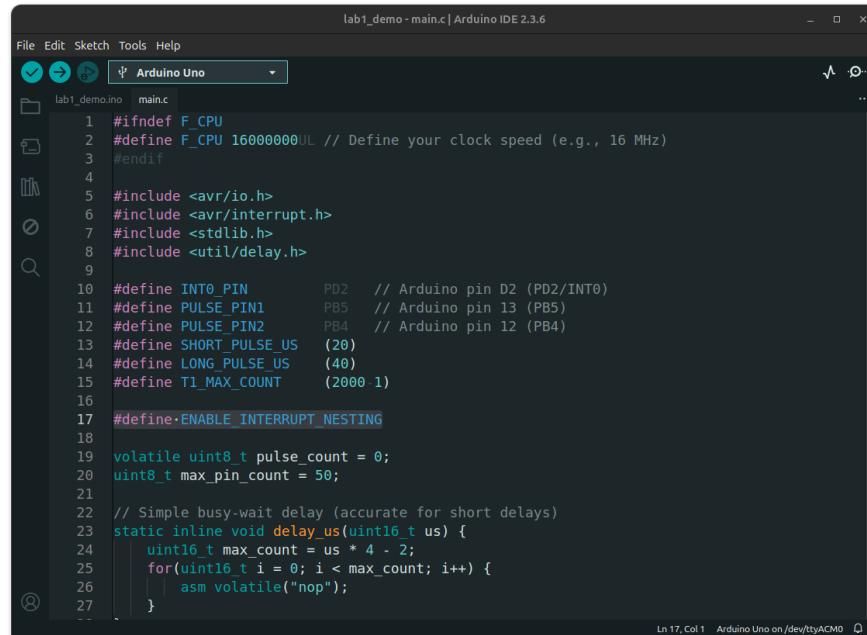 lab1_demo - main.c | Arduino IDE 2.3.6
File Edit Sketch Tools Help
Arduino Uno
lab1_demo.ino main.c
1 #ifndef F_CPU
2 #define F_CPU 16000000UL // Define your clock speed (e.g., 16 MHz)
3 #endif
4
5 #include <avr/io.h>
6 #include <avr/interrupt.h>
7 #include <stdlib.h>
8 #include <util/delay.h>
9
10 #define INT0_PIN PD2 // Arduino pin D2 (PD2/INT0)
11 #define PULSE_PIN1 PB5 // Arduino pin 13 (PB5)
12 #define PULSE_PIN2 PB4 // Arduino pin 12 (PB4)
13 #define SHORT_PULSE_US (20)
14 #define LONG_PULSE_US (40)
15 #define T1_MAX_COUNT (2000-1)
16
17 #define·ENABLE_INTERRUPT_NESTING
18
19 volatile uint8_t pulse_count = 0;
20 uint8_t max_pin_count = 50;
21
22 // Simple busy-wait delay (accurate for short delays)
23 static inline void delay_us(uint16_t us) {
24 uint16_t max_count = us * 4 - 2;
25 for(uint16_t i = 0; i < max_count; i++) {
26 asm volatile("nop");
27 }
Ln 17, Col 1 Arduino Uno on /dev/ttyACM0